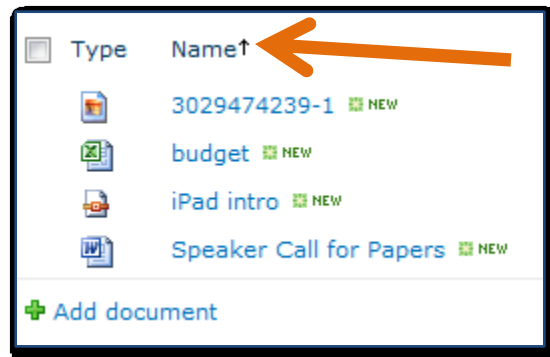 Type Name↑
3029474239-1 NEW
budget NEW
iPad intro NEW
Speaker Call for Papers NEW
Add document